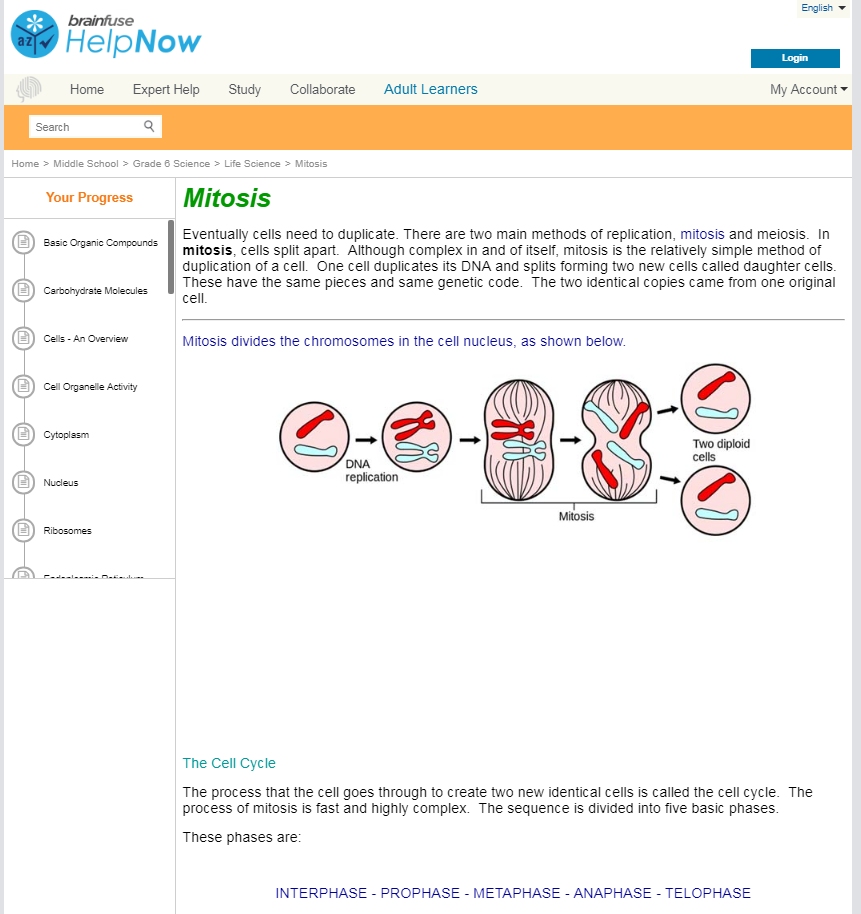 English
brainfuse
az
HelpNow
Login
Home Expert Help Study Collaborate Adult Learners My Account
Search
Home > Middle School > Grade 6 Science > Life Science > Mitosis
Your Progress
Basic Organic Compounds
Carbohydrate Molecules
Cells - An Overview
Cell Organelle Activity
Cytoplasm
Nucleus
Ribosomes
Endoplasmic Reticulum
Mitosis
Eventually cells need to duplicate. There are two main methods of replication, mitosis and meiosis. In
mitosis, cells split apart. Although complex in and of itself, mitosis is the relatively simple method of
duplication of a cell. One cell duplicates its DNA and splits forming two new cells called daughter cells.
These have the same pieces and same genetic code. The two identical copies came from one original
cell.
Mitosis divides the chromosomes in the cell nucleus, as shown below.
DNA
replication
Mitosis
Two diploid
cells
The Cell Cycle
The process that the cell goes through to create two new identical cells is called the cell cycle. The
process of mitosis is fast and highly complex. The sequence is divided into five basic phases.
These phases are:
INTERPHASE - PROPHASE - METAPHASE - ANAPHASE - TELOPHASE